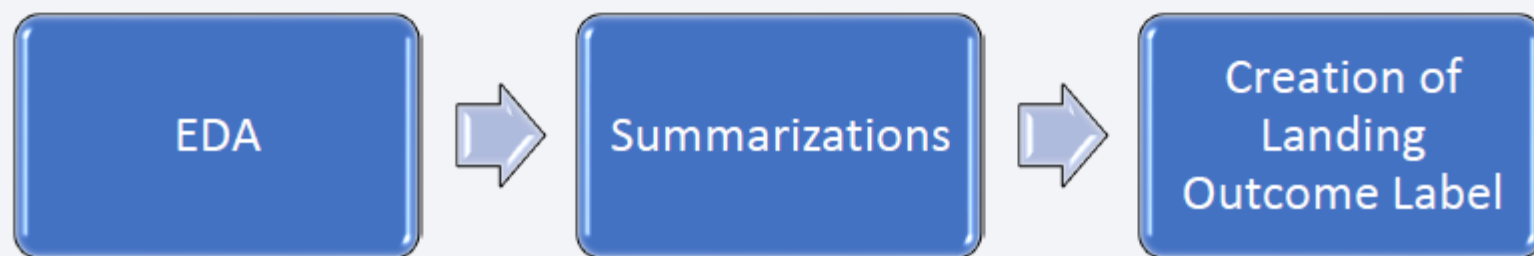 EDA
Summarizations
Creation of
Landing
Outcome Label